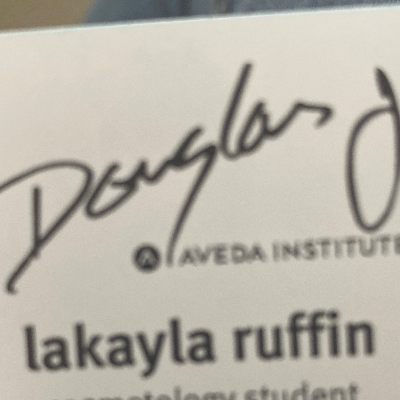 Douglas J
AVEDA INSTITUTE
lakayla ruffin
cosmetology student